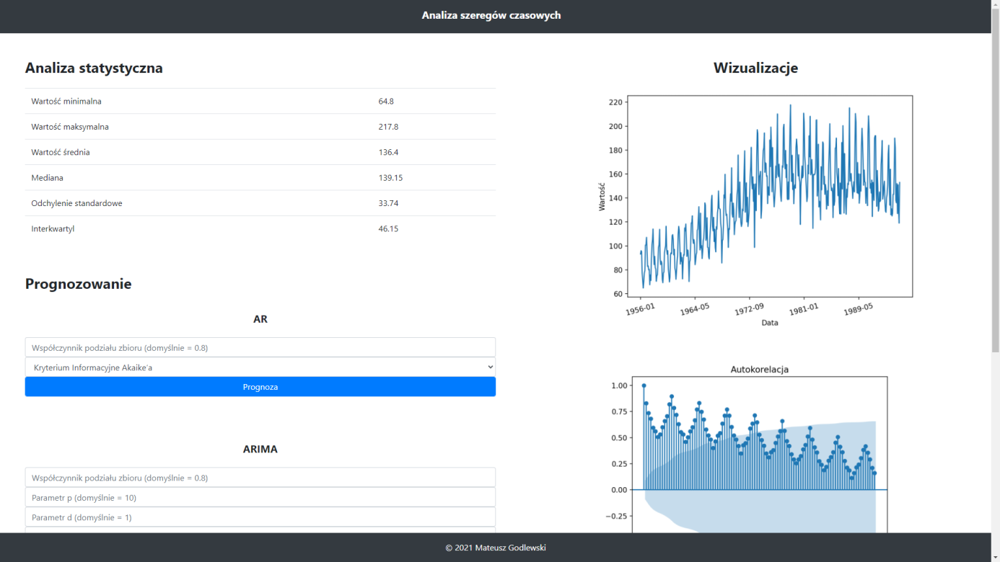 Analiza szeregów czasowych
Analiza statystyczna
Wartość minimalna 64.8
Wartość maksymalna 217.8
Wartość średnia 136.4
Mediana 139.15
Odchylenie standardowe 33.74
Interkwartyl 46.15
Prognozowanie
AR
Współczynnik podziału zbioru (domyślnie = 0.8)
Kryterium Informacyjne Akaike'a
Prognoza
ARIMA
Współczynnik podziału zbioru (domyślnie = 0.8)
Parametr p (domyślnie = 10)
Parametr d (domyślnie = 1)
Wizualizacje
220
200
180
160
140
120
100
80
60
Wartość
1956-01 1964-05 1972-09 1981-01 1989-05
Data
Autokorelacja
1.00
0.75
0.50
0.25
0.00
−0.25
© 2021 Mateusz Godlewski